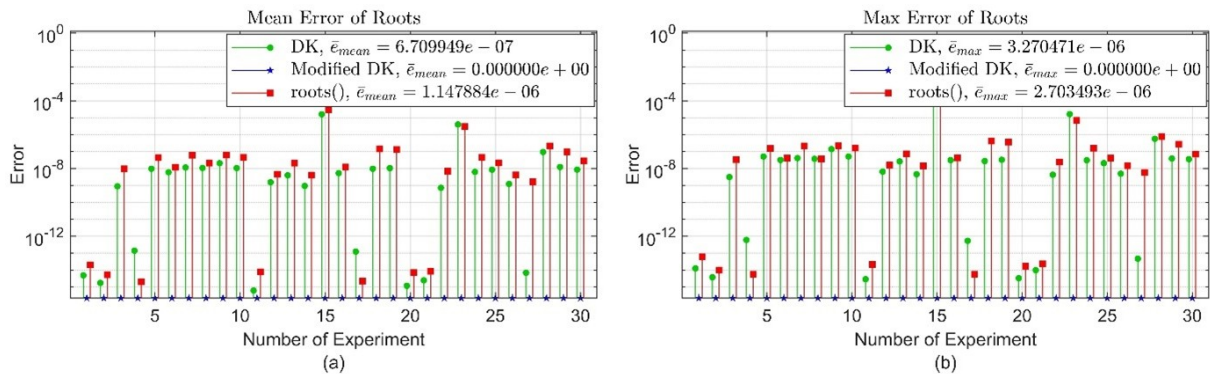 Mean Error of Roots
10^0
10^-4
10^-8
10^-12
Error
DK, ē_mean = 6.709949e − 07
Modified DK, ē_mean = 0.000000e + 00
roots(), ē_mean = 1.147884e − 06
5 10 15 20 25 30
Number of Experiment
(a)
Max Error of Roots
10^0
10^-4
10^-8
10^-12
Error
DK, ē_max = 3.270471e − 06
Modified DK, ē_max = 0.000000e + 00
roots(), ē_max = 2.703493e − 06
5 10 15 20 25 30
Number of Experiment
(b)